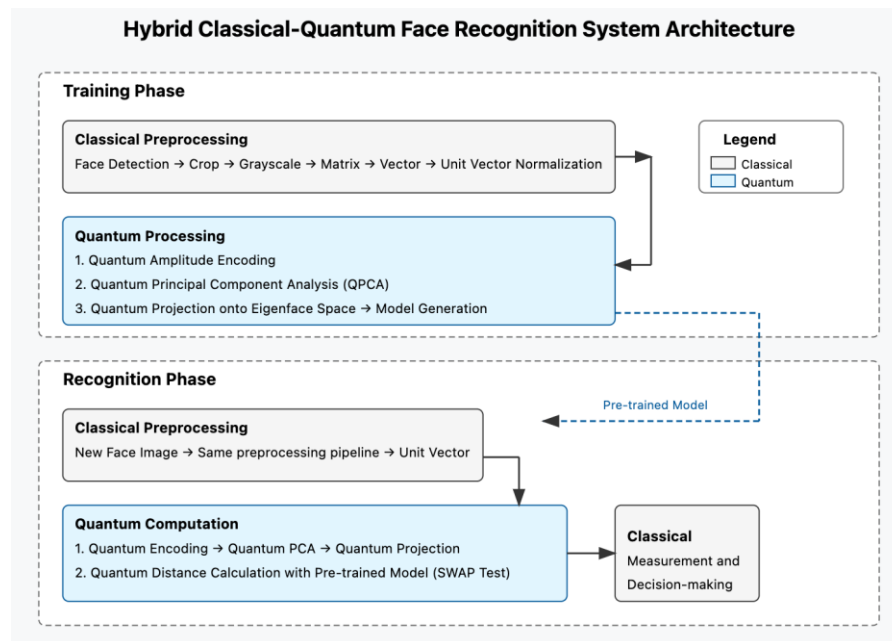 Hybrid Classical-Quantum Face Recognition System Architecture
Training Phase
Classical Preprocessing
Face Detection → Crop → Grayscale → Matrix → Vector → Unit Vector Normalization
Legend
Classical
Quantum
Quantum Processing
1. Quantum Amplitude Encoding
2. Quantum Principal Component Analysis (QPCA)
3. Quantum Projection onto Eigenface Space → Model Generation
Recognition Phase
Pre-trained Model
Classical Preprocessing
New Face Image → Same preprocessing pipeline → Unit Vector
Quantum Computation
1. Quantum Encoding → Quantum PCA → Quantum Projection
2. Quantum Distance Calculation with Pre-trained Model (SWAP Test)
Classical
Measurement and
Decision-making